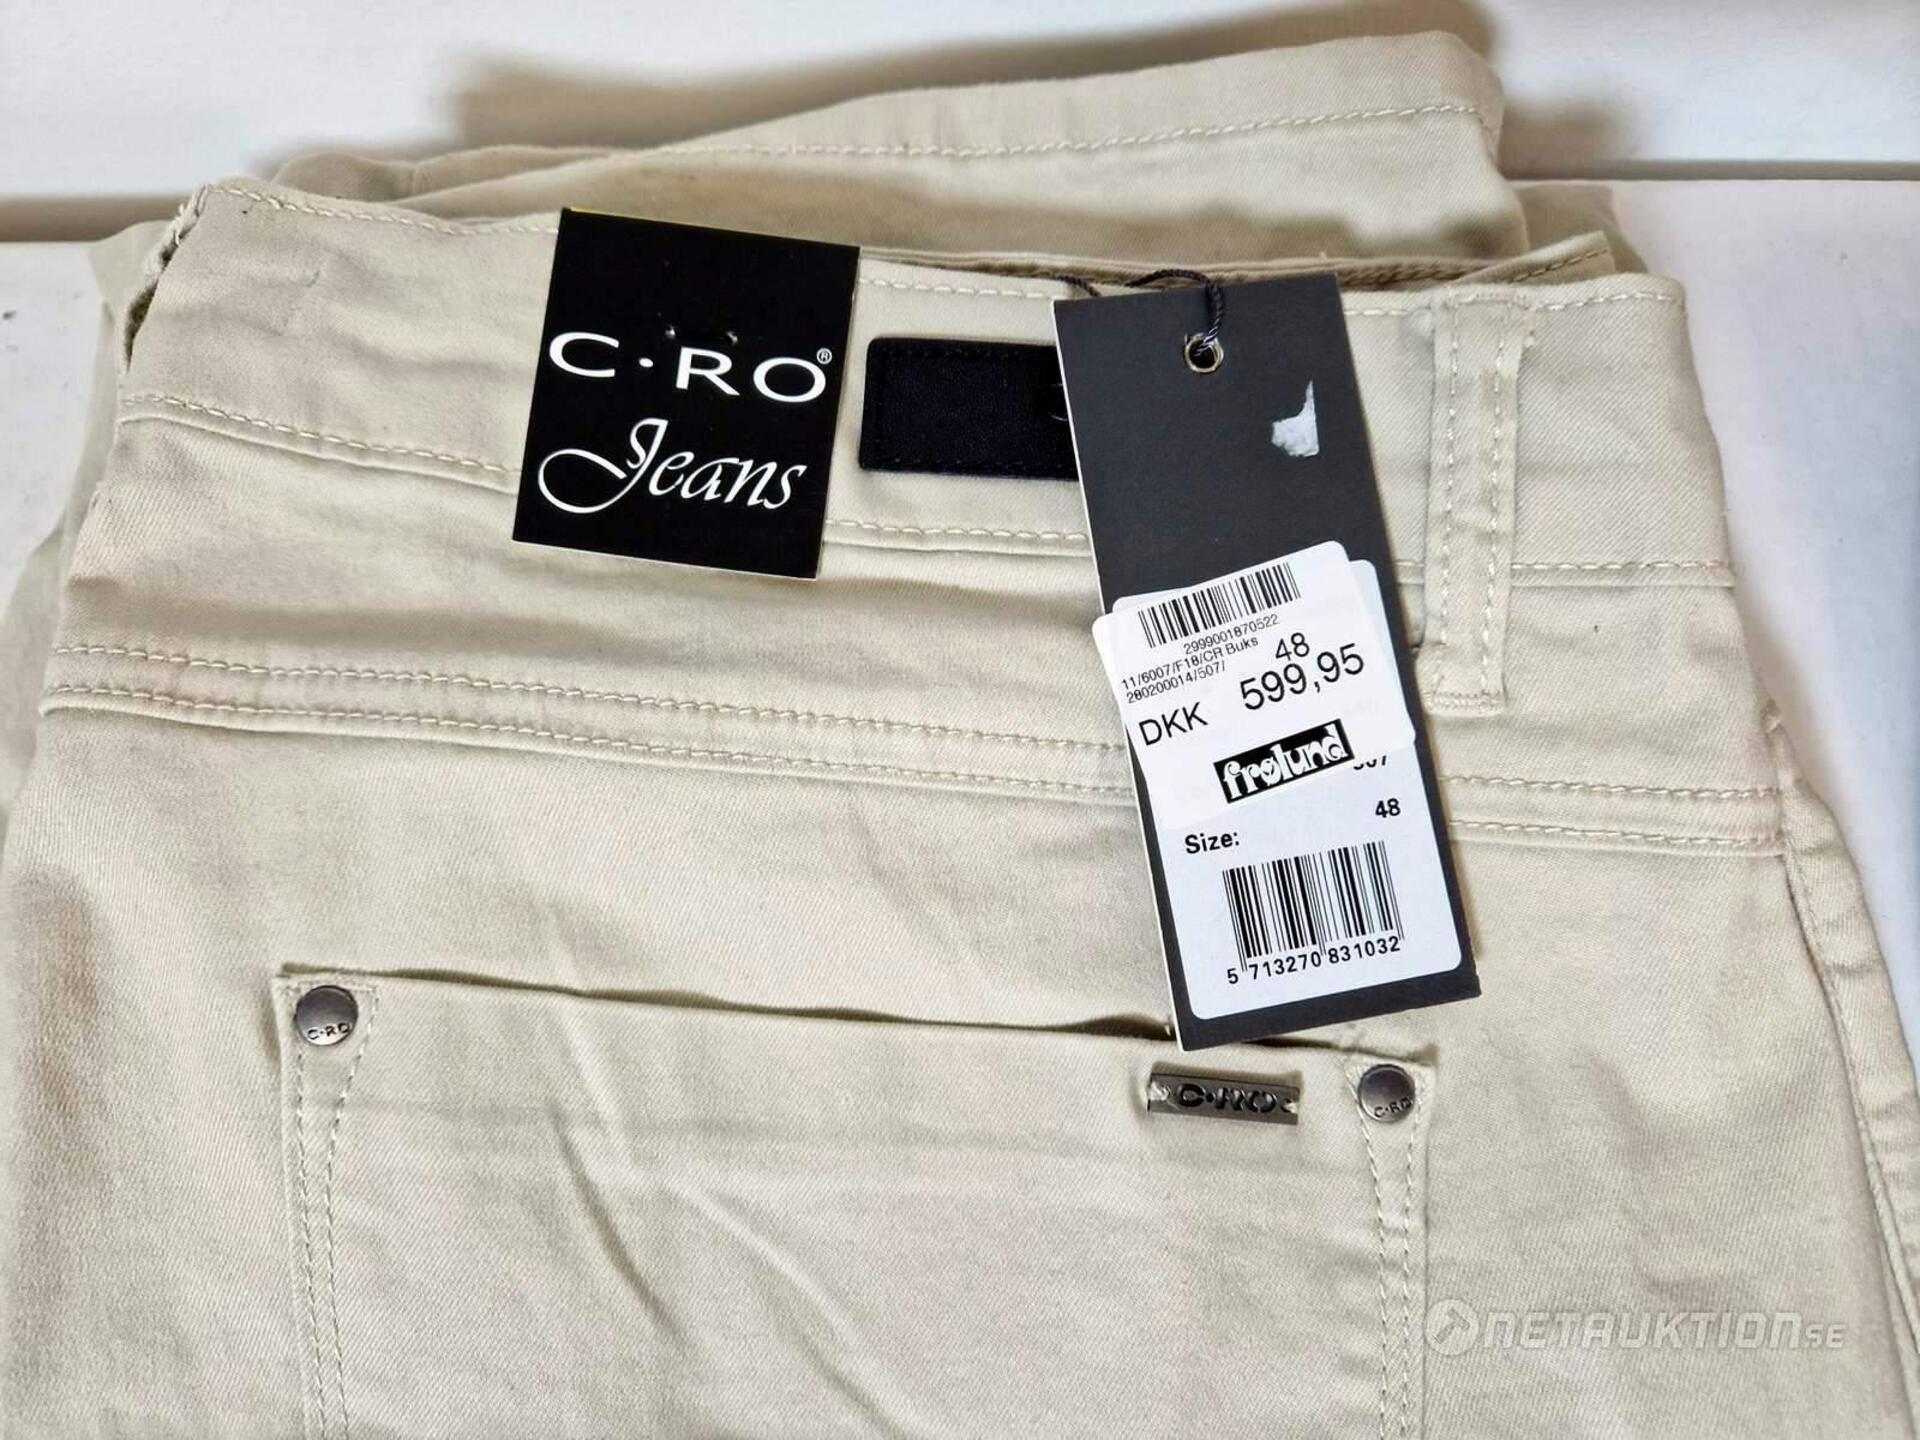 C·RO®
Jeans
2999001870522
11/6007/F18/CR Buks
48
280200014/507/
DKK 599,95
frølund
507
Size: 48
5 713270 831032
C·RO
C·RO
C·RO
NETAUKTION.SE